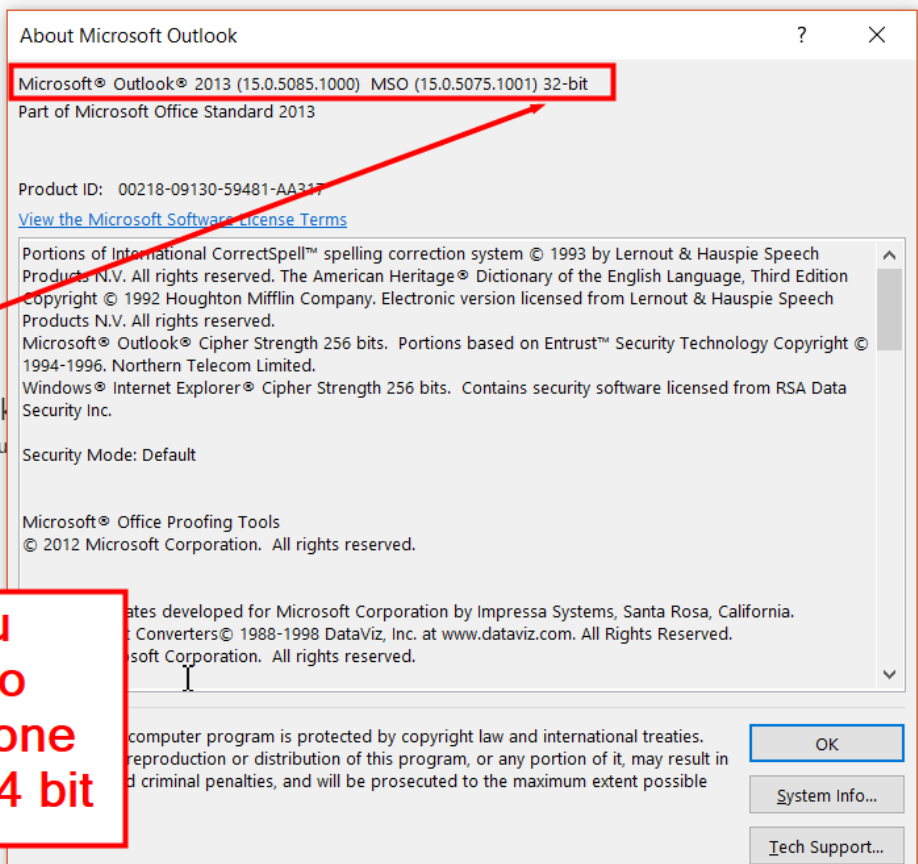 About Microsoft Outlook
Microsoft® Outlook® 2013 (15.0.5085.1000) MSO (15.0.5075.1001) 32-bit
Part of Microsoft Office Standard 2013
Product ID: 00218-09130-59481-AA317
View the Microsoft Software License Terms
Portions of International CorrectSpell™ spelling correction system © 1993 by Lernout & Hauspie Speech
Products N.V. All rights reserved. The American Heritage® Dictionary of the English Language, Third Edition
Copyright © 1992 Houghton Mifflin Company. Electronic version licensed from Lernout & Hauspie Speech
Products N.V. All rights reserved.
Microsoft® Outlook® Cipher Strength 256 bits. Portions based on Entrust™ Security Technology Copyright ©
1994-1996. Northern Telecom Limited.
Windows® Internet Explorer® Cipher Strength 256 bits. Contains security software licensed from RSA Data
Security Inc.
Security Mode: Default
Microsoft® Office Proofing Tools
© 2012 Microsoft Corporation. All rights reserved.
ates developed for Microsoft Corporation by Impressa Systems, Santa Rosa, California.
Converters© 1988-1998 DataViz, Inc. at www.dataviz.com. All Rights Reserved.
soft Corporation. All rights reserved.
u
o
one
4 bit
computer program is protected by copyright law and international treaties.
reproduction or distribution of this program, or any portion of it, may result in
d criminal penalties, and will be prosecuted to the maximum extent possible
OK
System Info...
Tech Support...